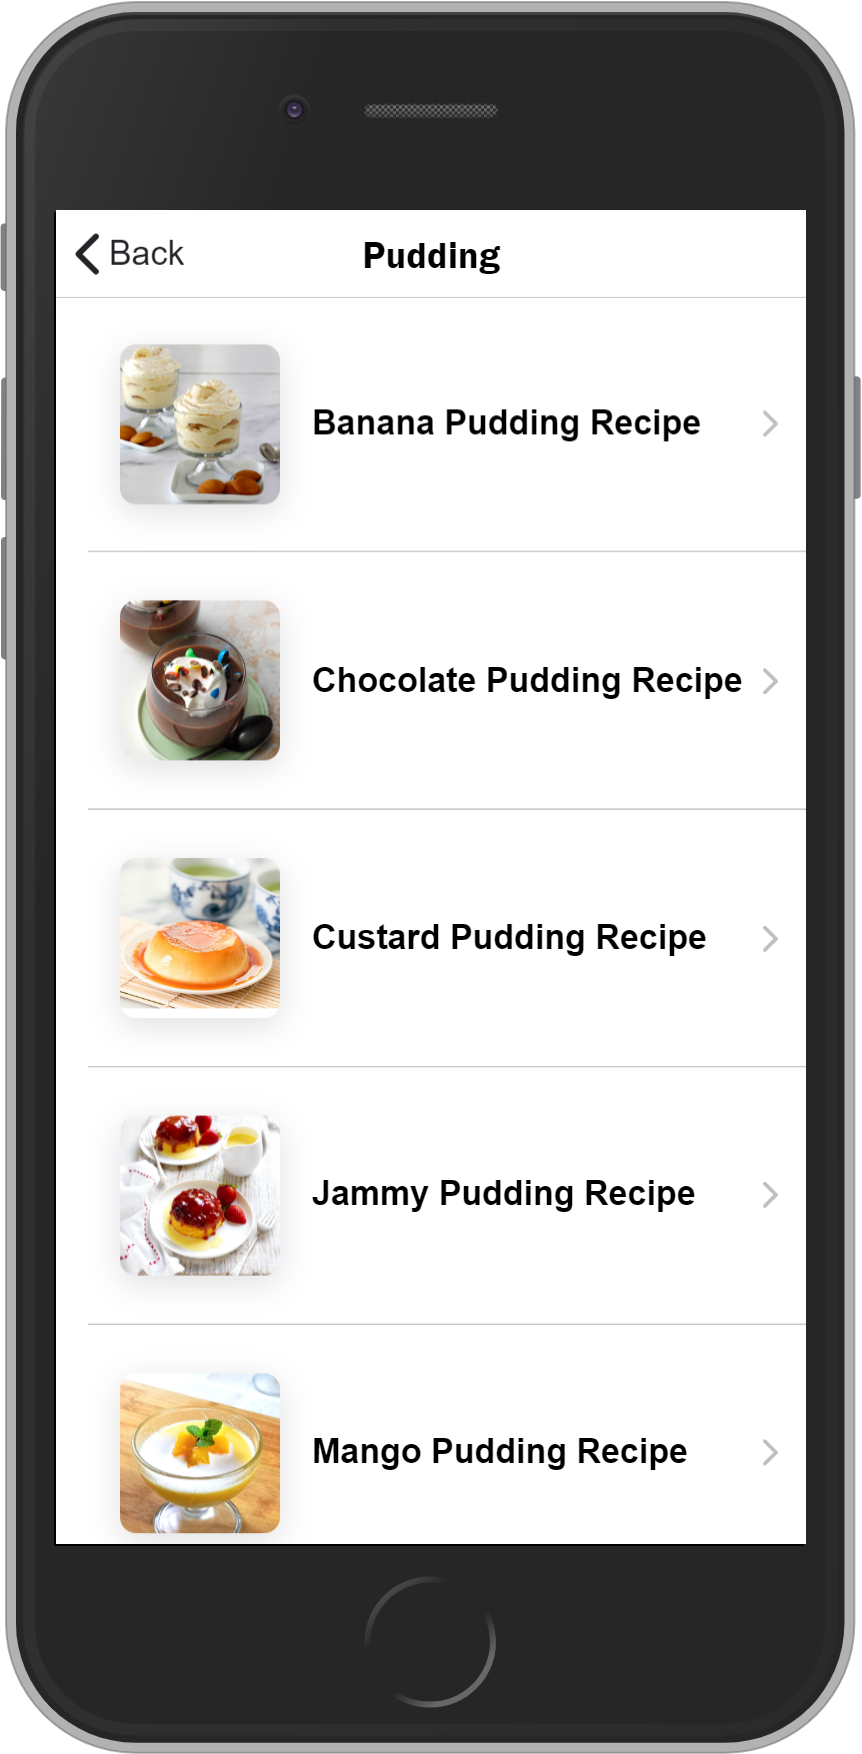 Back
Pudding
Banana Pudding Recipe
Chocolate Pudding Recipe
Custard Pudding Recipe
Jammy Pudding Recipe
Mango Pudding Recipe